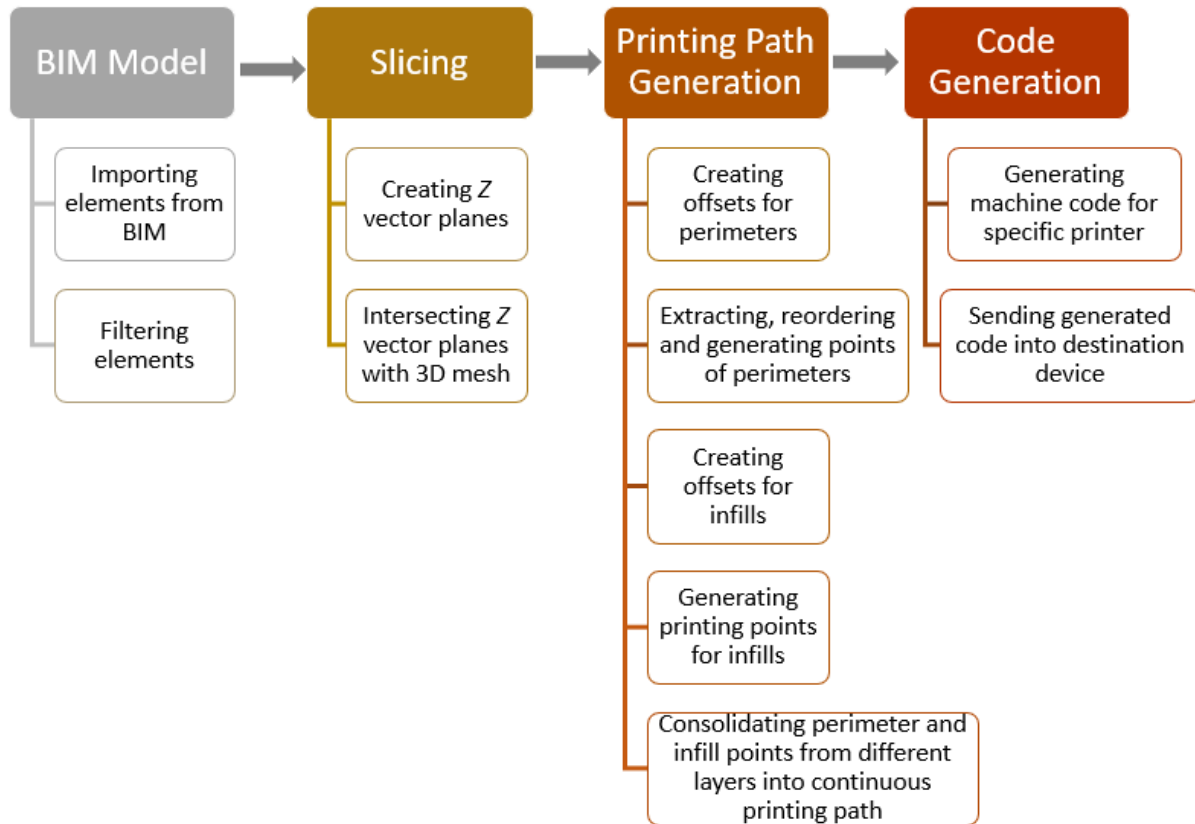 BIM Model
Importing
elements from
BIM
Filtering
elements
Slicing
Creating Z
vector planes
Intersecting Z
vector planes
with 3D mesh
Printing Path
Generation
Creating
offsets for
perimeters
Extracting, reordering
and generating points
of perimeters
Creating
offsets for
infills
Generating
printing points
for infills
Consolidating perimeter and
infill points from different
layers into continuous
printing path
Code
Generation
Generating
machine code for
specific printer
Sending generated
code into destination
device